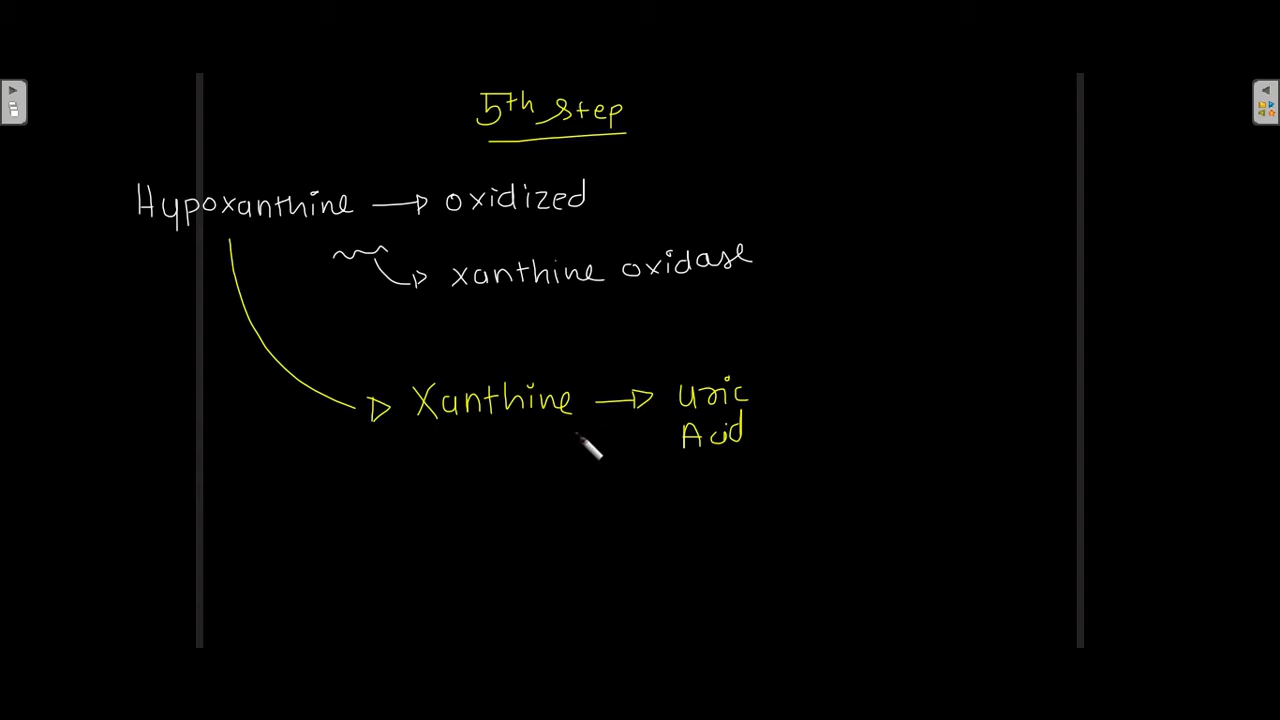 5th step
Hypoxanthine → oxidized
→ xanthine oxidase
Xanthine → uric
Acid